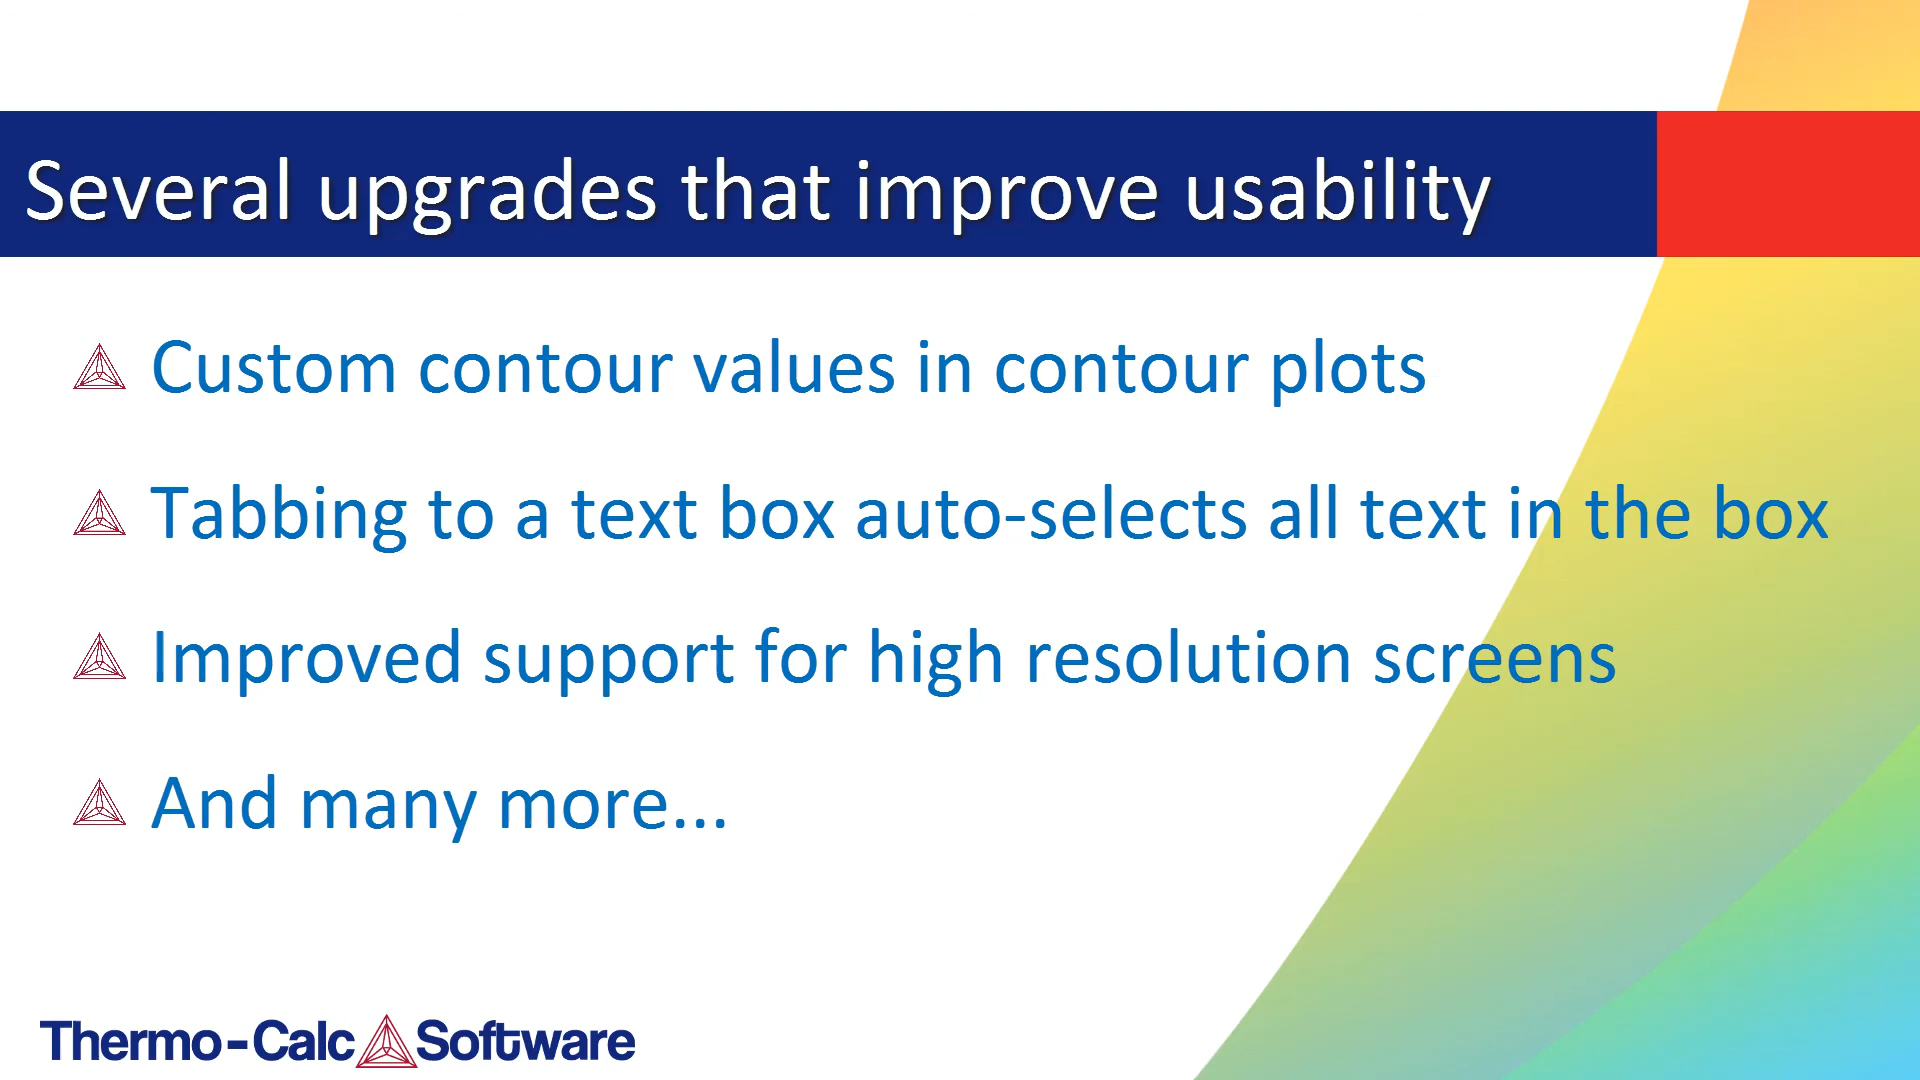 Several upgrades that improve usability
Custom contour values in contour plots
Tabbing to a text box auto-selects all text in the box
Improved support for high resolution screens
And many more...
Thermo-Calc Software